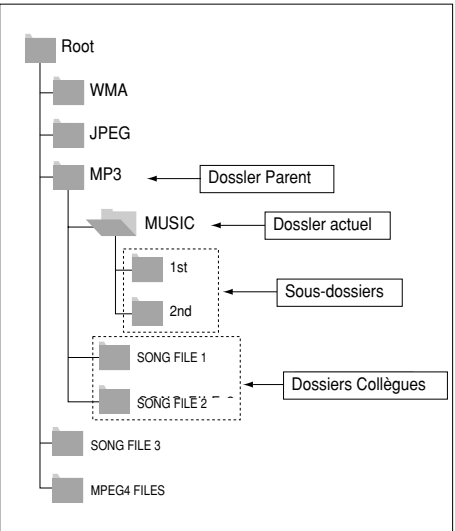 Root
WMA
JPEG
MP3
Dossler Parent
MUSIC
Dossler actuel
1st
Sous-dossiers
2nd
SONG FILE 1
Dossiers Collègues
SONG FILE 2
SONG FILE 3
MPEG4 FILES